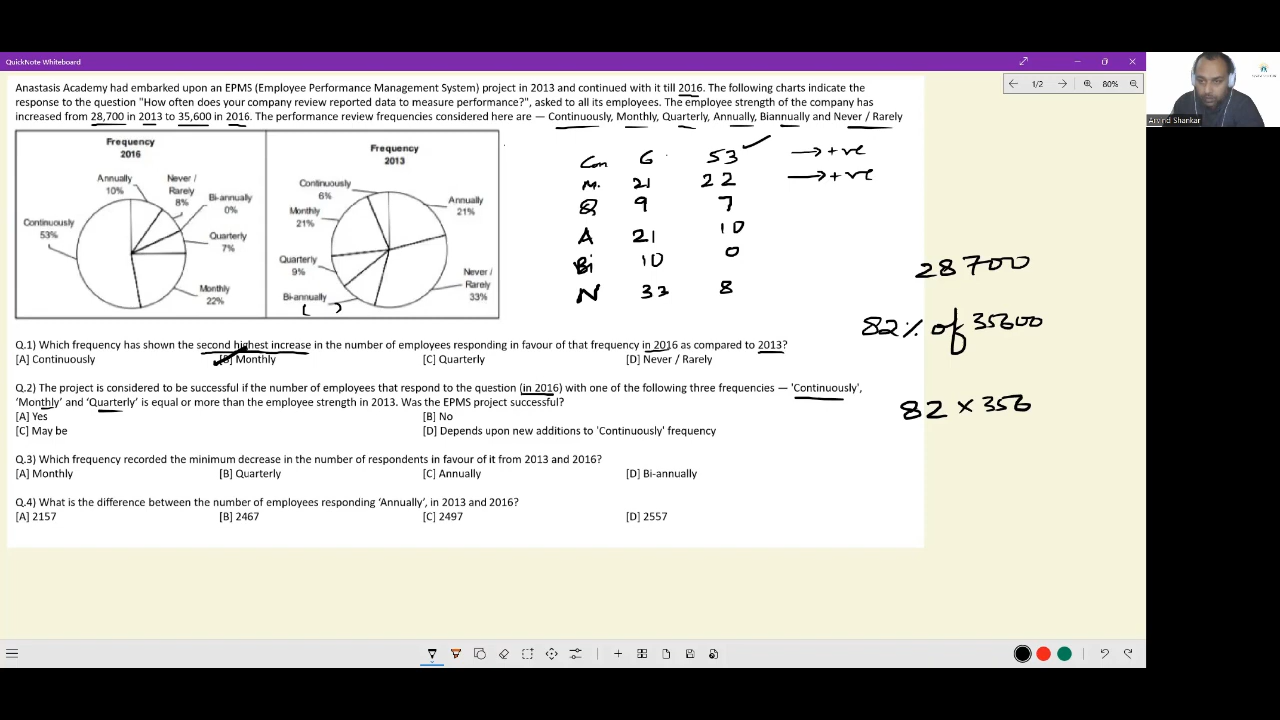 QuickNote Whiteboard
1/2
80%
Arvind Shankar
Anastasis Academy had embarked upon an EPMS (Employee Performance Management System) project in 2013 and continued with it till 2016. The following charts indicate the
response to the question "How often does your company review reported data to measure performance?", asked to all its employees. The employee strength of the company has
increased from 28,700 in 2013 to 35,600 in 2016. The performance review frequencies considered here are — Continuously, Monthly, Quarterly, Annually, Biannually and Never / Rarely
Frequency
2016
Annually
10%
Never /
Rarely
8%
Bi-annually
0%
Continuously
53%
Quarterly
7%
Monthly
22%
Frequency
2013
Continuously
6%
Annually
21%
Monthly
21%
Quarterly
9%
Never /
Rarely
33%
Bi-annually
( )
Con 6 53 → +ve
M. 21 22 → +ve
Q 9 7
A 21 10
Bi 10 0
N 33 8
28700
82% of 35600
82 × 356
Q.1) Which frequency has shown the second highest increase in the number of employees responding in favour of that frequency in 2016 as compared to 2013?
[A] Continuously [B] Monthly [C] Quarterly [D] Never / Rarely
Q.2) The project is considered to be successful if the number of employees that respond to the question (in 2016) with one of the following three frequencies — 'Continuously',
'Monthly' and 'Quarterly' is equal or more than the employee strength in 2013. Was the EPMS project successful?
[A] Yes [B] No
[C] May be [D] Depends upon new additions to 'Continuously' frequency
Q.3) Which frequency recorded the minimum decrease in the number of respondents in favour of it from 2013 and 2016?
[A] Monthly [B] Quarterly [C] Annually [D] Bi-annually
Q.4) What is the difference between the number of employees responding 'Annually', in 2013 and 2016?
[A] 2157 [B] 2467 [C] 2497 [D] 2557